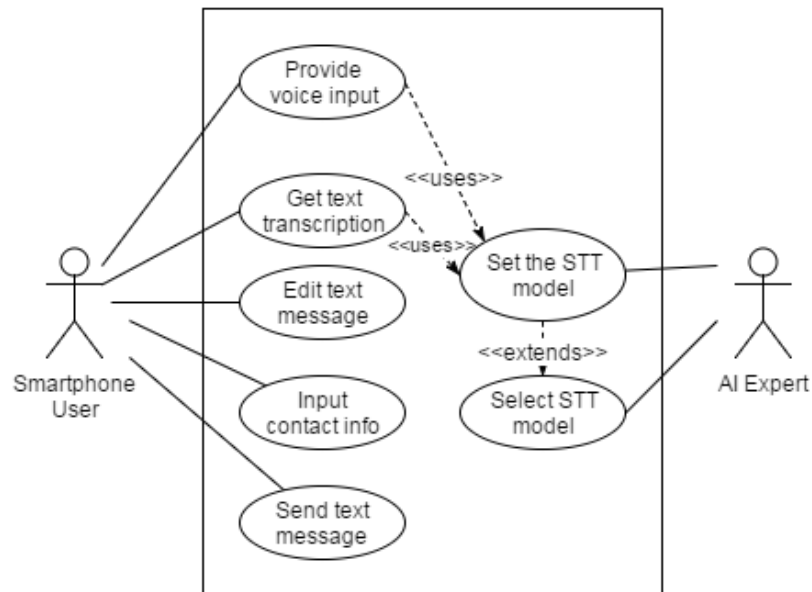 Provide
voice input
<<uses>>
Get text
transcription
<<uses>>
Set the STT
model
Edit text
message
<<extends>>
Smartphone
User
AI Expert
Input
contact info
Select STT
model
Send text
message